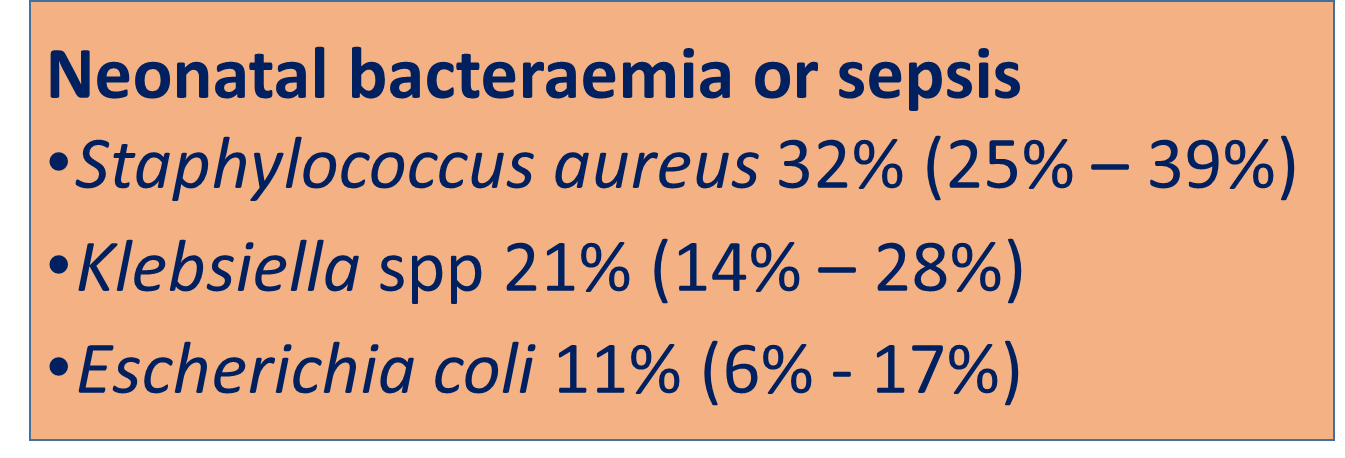 Neonatal bacteraemia or sepsis
•Staphylococcus aureus 32% (25% – 39%)
•Klebsiella spp 21% (14% – 28%)
•Escherichia coli 11% (6% - 17%)